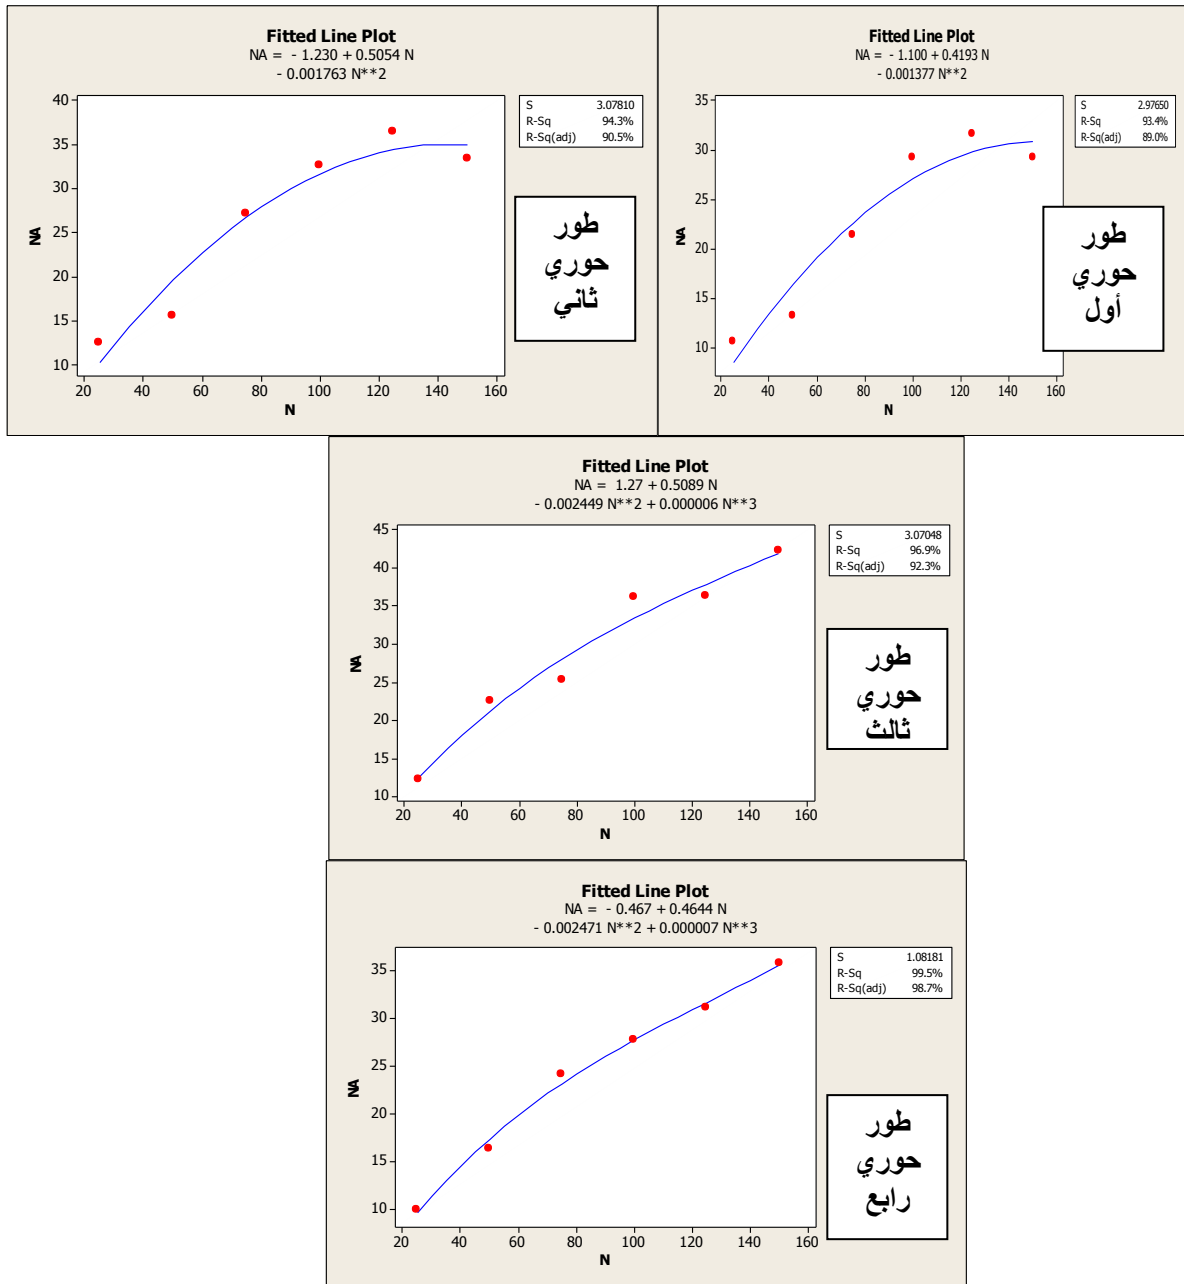 Fitted Line Plot
NA = - 1.230 + 0.5054 N
- 0.001763 N**2
40
35
30
25
20
15
10
NA
20 40 60 80 100 120 140 160
N
S 3.07810
R-Sq 94.3%
R-Sq(adj) 90.5%
طور
حوري
ثاني
Fitted Line Plot
NA = - 1.100 + 0.4193 N
- 0.001377 N**2
35
30
25
20
15
10
NA
20 40 60 80 100 120 140 160
N
S 2.97650
R-Sq 93.4%
R-Sq(adj) 89.0%
طور
حوري
أول
Fitted Line Plot
NA = 1.27 + 0.5089 N
- 0.002449 N**2 + 0.000006 N**3
45
40
35
30
25
20
15
10
NA
20 40 60 80 100 120 140 160
N
S 3.07048
R-Sq 96.9%
R-Sq(adj) 92.3%
طور
حوري
ثالث
Fitted Line Plot
NA = - 0.467 + 0.4644 N
- 0.002471 N**2 + 0.000007 N**3
35
30
25
20
15
10
NA
20 40 60 80 100 120 140 160
N
S 1.08181
R-Sq 99.5%
R-Sq(adj) 98.7%
طور
حوري
رابع